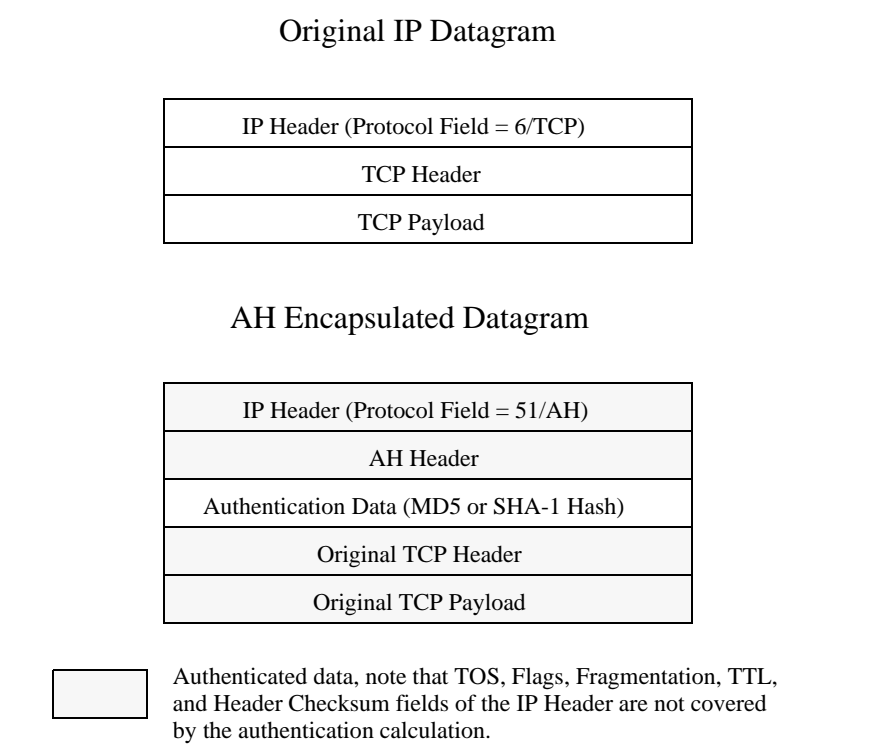 Original IP Datagram
IP Header (Protocol Field = 6/TCP)
TCP Header
TCP Payload
AH Encapsulated Datagram
IP Header (Protocol Field = 51/AH)
AH Header
Authentication Data (MD5 or SHA-1 Hash)
Original TCP Header
Original TCP Payload
Authenticated data, note that TOS, Flags, Fragmentation, TTL,
and Header Checksum fields of the IP Header are not covered
by the authentication calculation.